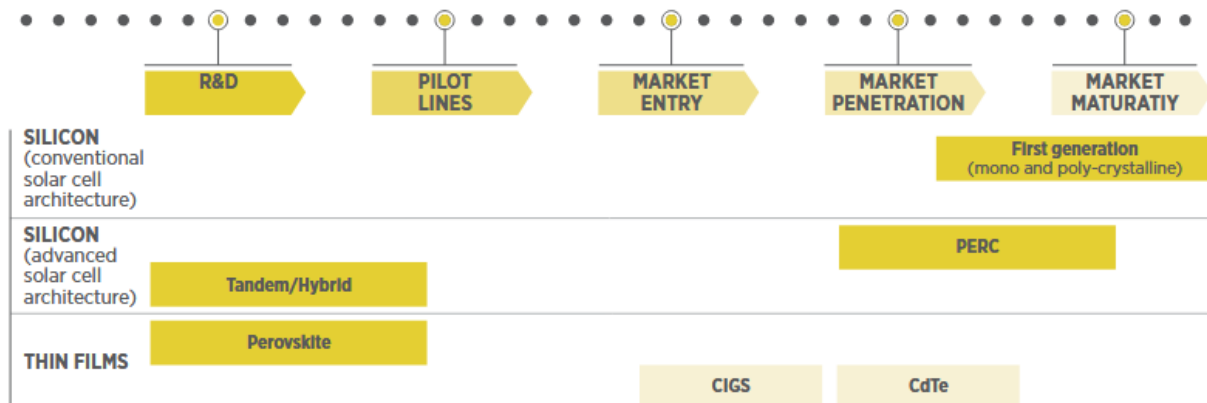 R&D
PILOT
LINES
MARKET
ENTRY
MARKET
PENETRATION
MARKET
MATURATIY
SILICON
(conventional
solar cell
architecture)
First generation
(mono and poly-crystalline)
SILICON
(advanced
solar cell
architecture)
PERC
Tandem/Hybrid
THIN FILMS
Perovskite
CIGS
CdTe